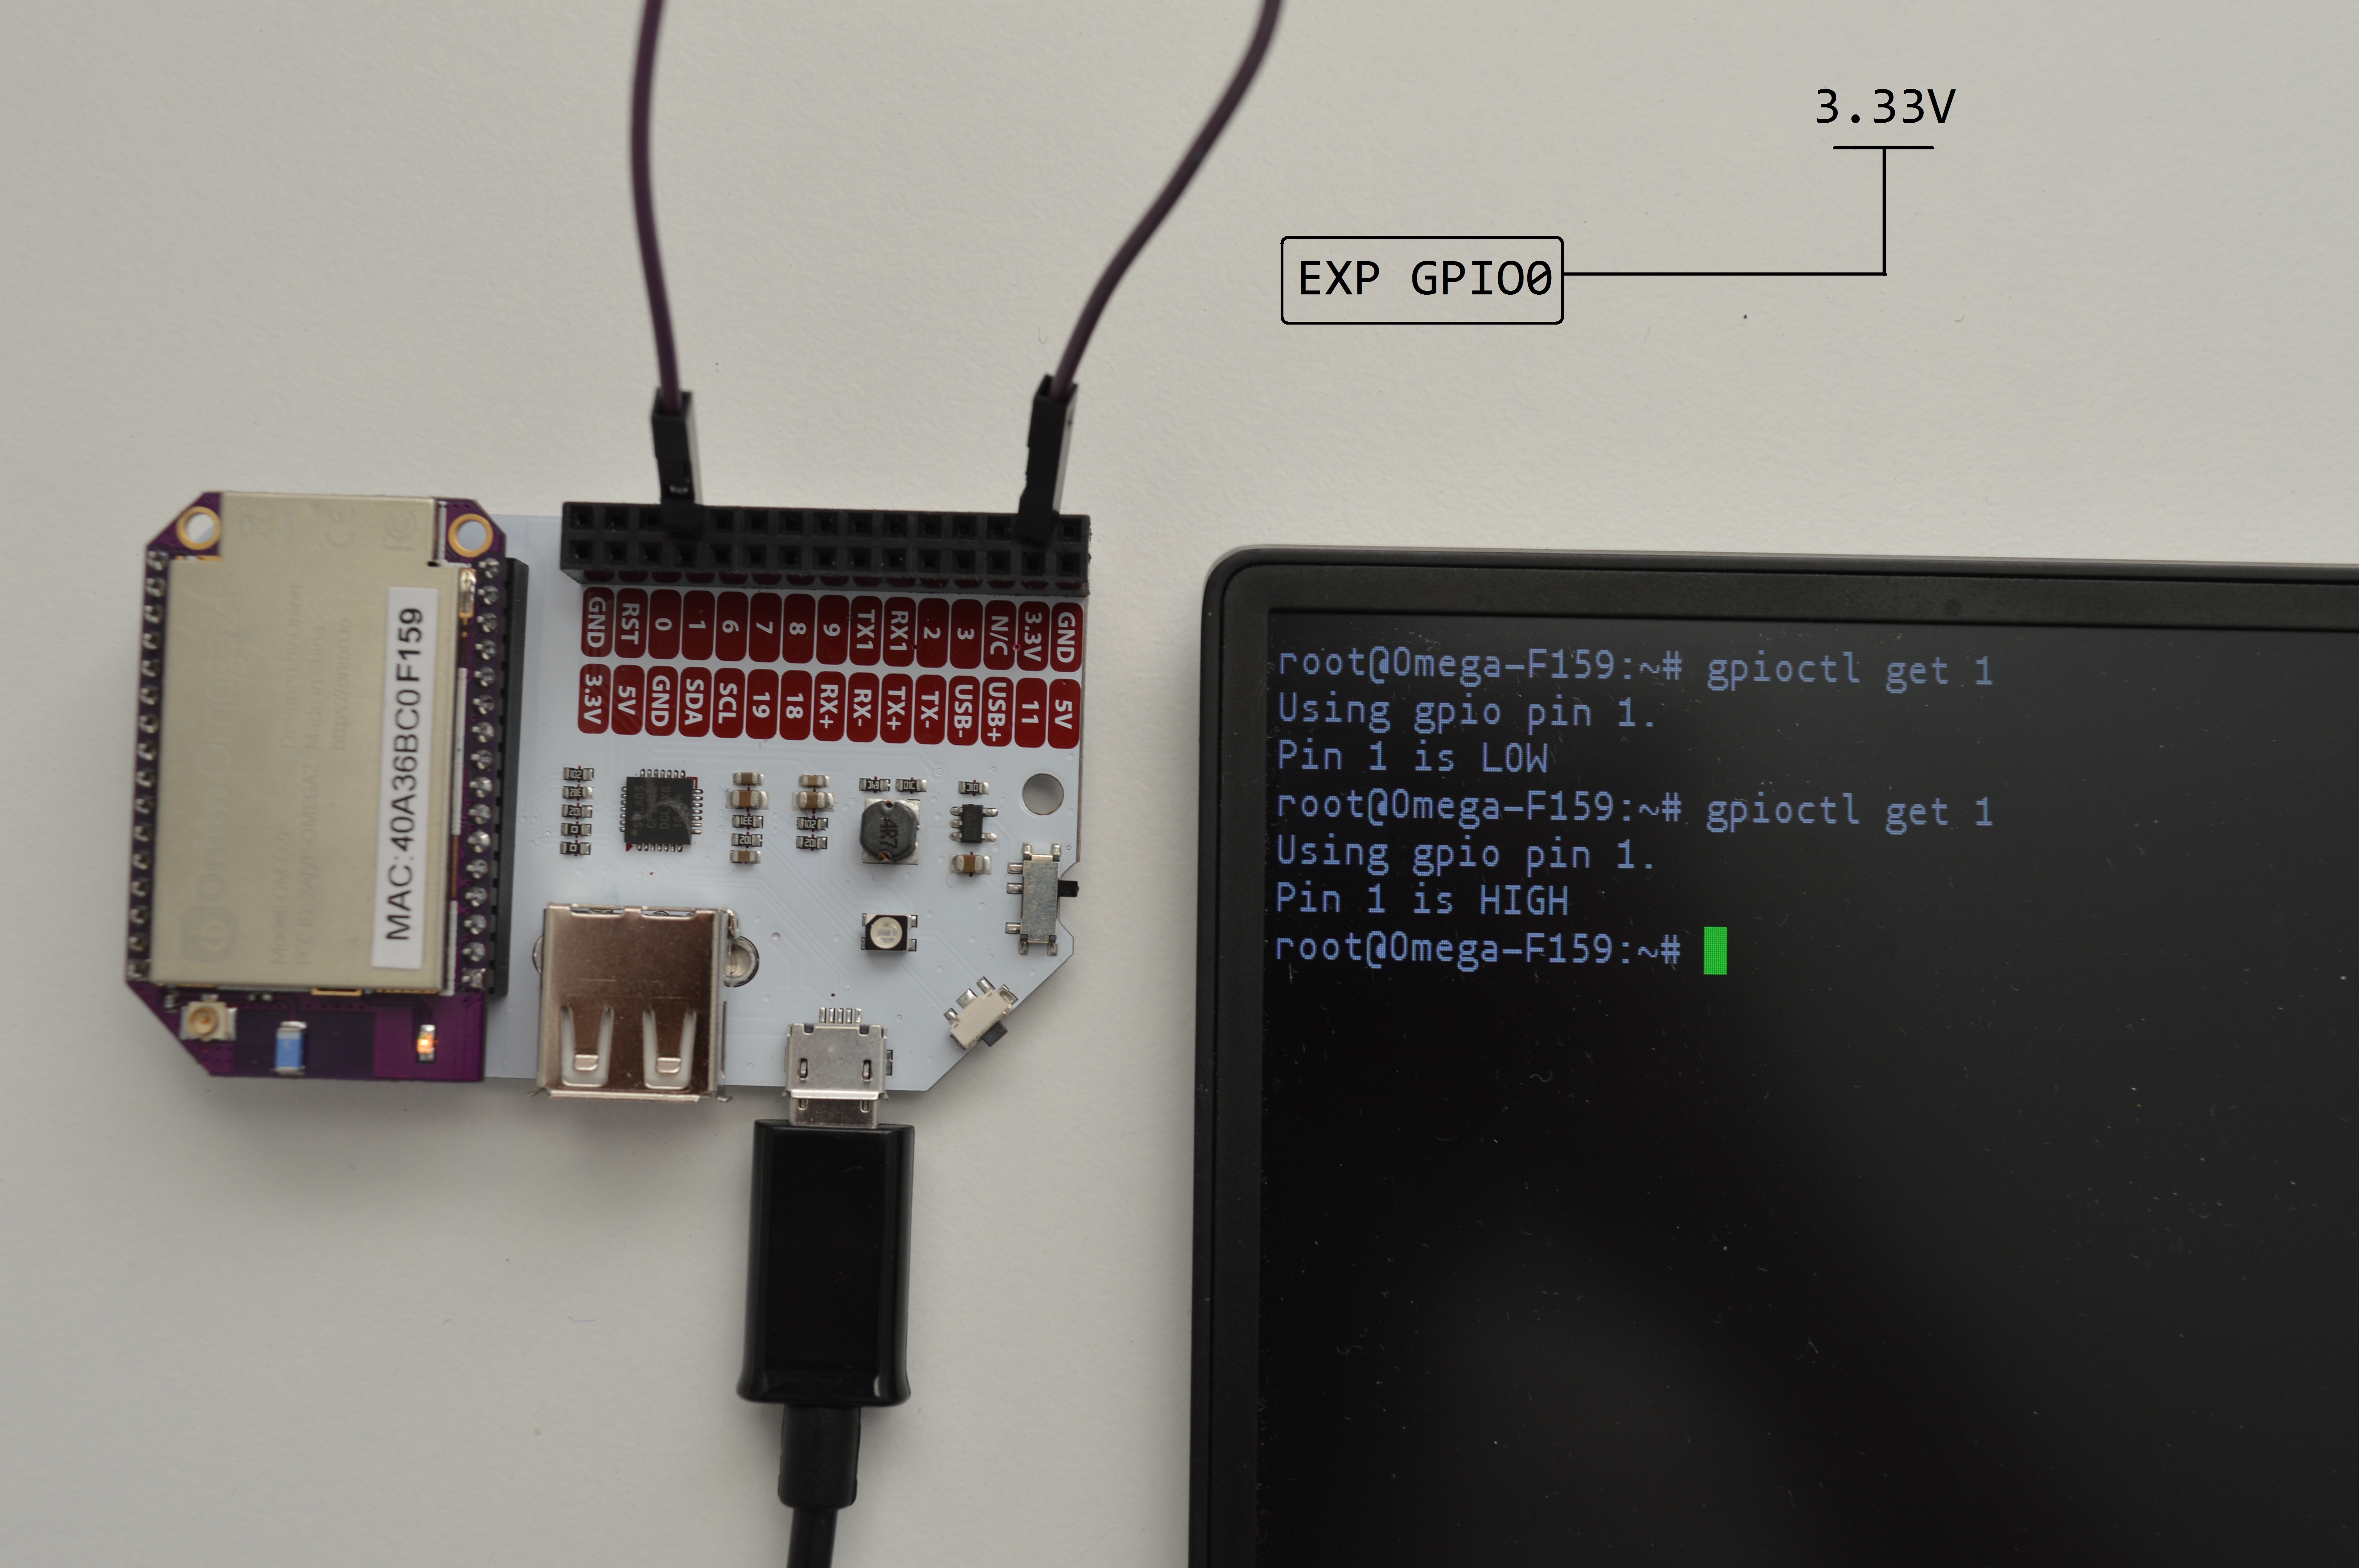 3.33V
EXP GPIO0
GND RST 0 1 6 7 8 9 TX1 RX1 2 3 N/C 3.3V GND
3.3V 5V GND SDA SCL 19 18 RX+ RX- TX+ TX- USB- USB+ 11 5V
MAC:40A36BC0F159
4R7
root@Omega-F159:~# gpioctl get 1
Using gpio pin 1.
Pin 1 is LOW
root@Omega-F159:~# gpioctl get 1
Using gpio pin 1.
Pin 1 is HIGH
root@Omega-F159:~#